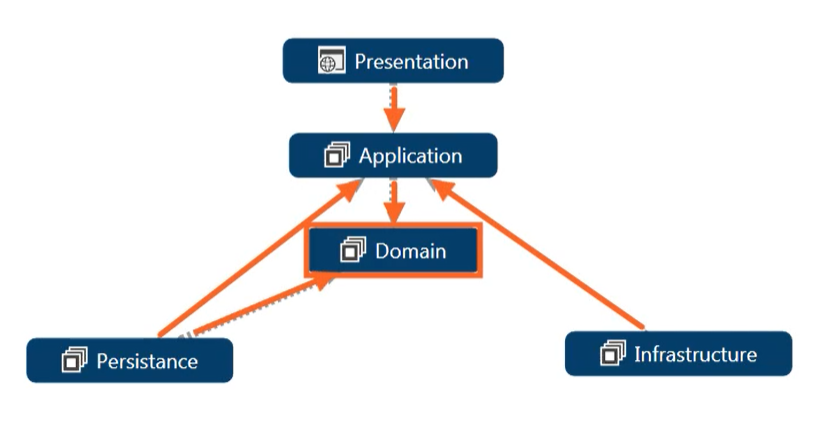 Presentation
Application
Domain
Persistance
Infrastructure